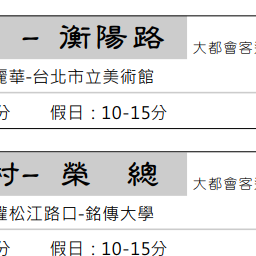 - 衡陽路
大都會客
華-台北市立美術館
分 假日：10-15分
村- 榮 總
大都會客
松江路口-銘傳大學
分 假日：10-15分